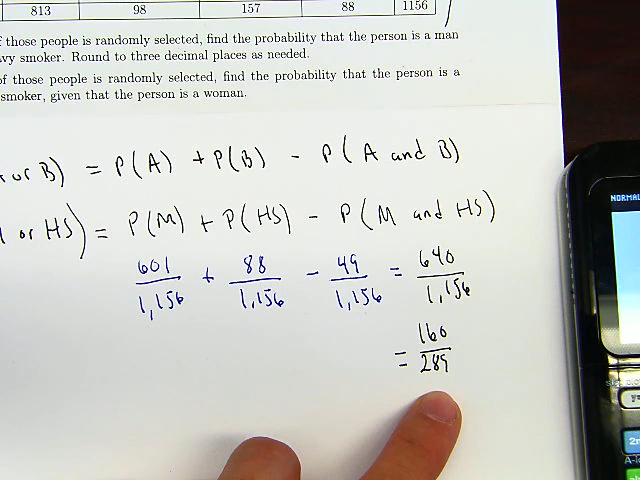 813 98 157 88 1156
f those people is randomly selected, find the probability that the person is a man
vy smoker. Round to three decimal places as needed.
of those people is randomly selected, find the probability that the person is a
smoker, given that the person is a woman.
or B) = P(A) + P(B) - P(A and B)
or HS) = P(M) + P(HS) - P(M and HS)
601/1,156 + 88/1,156 - 49/1,156 = 640/1,156
= 160/289
NORMAL